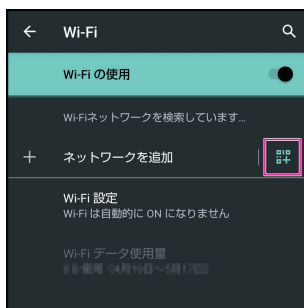 Wi-Fi
Wi-Fi の使用
Wi-Fiネットワークを検索しています...
ネットワークを追加
Wi-Fi 設定
Wi-Fi は自動的に ON になりません
Wi-Fi データ使用量